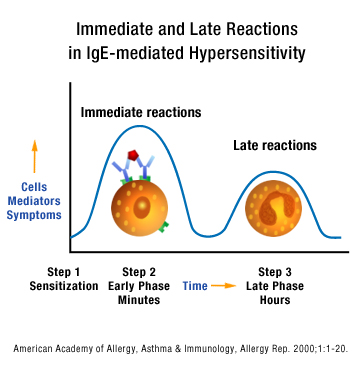 Immediate and Late Reactions
in IgE-mediated Hypersensitivity
Immediate reactions
Late reactions
Cells
Mediators
Symptoms
Step 1
Sensitization
Step 2
Early Phase
Minutes
Time
Step 3
Late Phase
Hours
American Academy of Allergy, Asthma & Immunology, Allergy Rep. 2000;1:1-20.